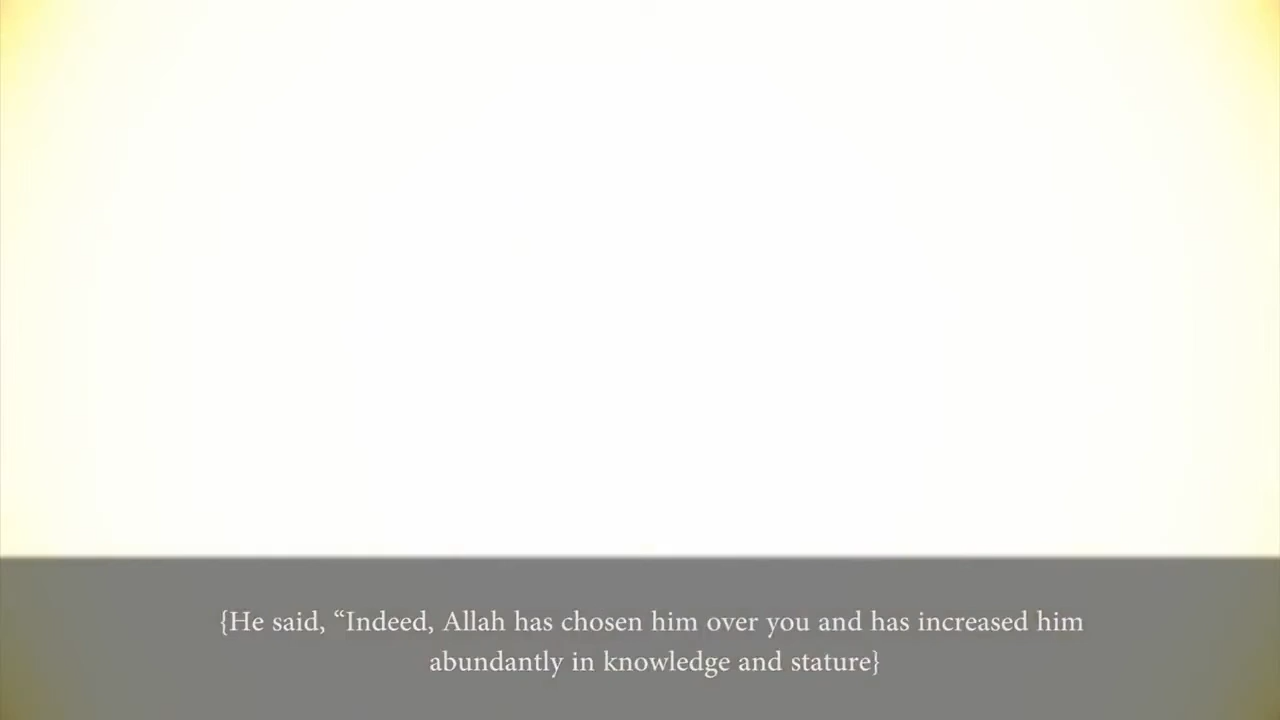 {He said, “Indeed, Allah has chosen him over you and has increased him
abundantly in knowledge and stature}